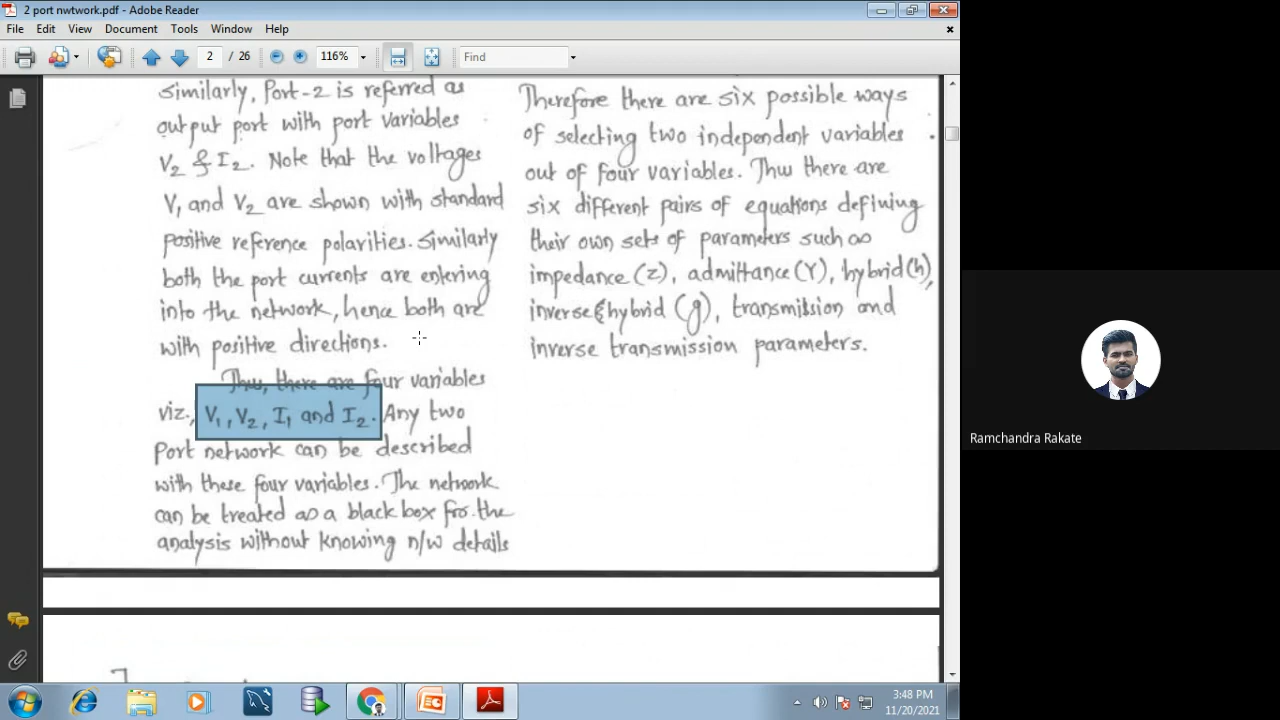 2 port nwtwork.pdf - Adobe Reader
File Edit View Document Tools Window Help
2 / 26 116% Find
Similarly, Port-2 is referred as
output port with port variables
V2 & I2. Note that the voltages
V1 and V2 are shown with standard
positive reference polarities. Similarly
both the port currents are entering
into the network, hence both are
with positive directions.
Thus, there are four variables
viz., V1, V2, I1 and I2. Any two
Port network can be described
with these four variables. The network
can be treated as a black box for the
analysis without knowing n/w details
Therefore there are six possible ways
of selecting two independent variables
out of four variables. Thus there are
six different pairs of equations defining
their own sets of parameters such as
impedance (z), admittance (Y), hybrid (h),
inverse hybrid (g), transmission and
inverse transmission parameters.
Ramchandra Rakate
3:48 PM
11/20/2021